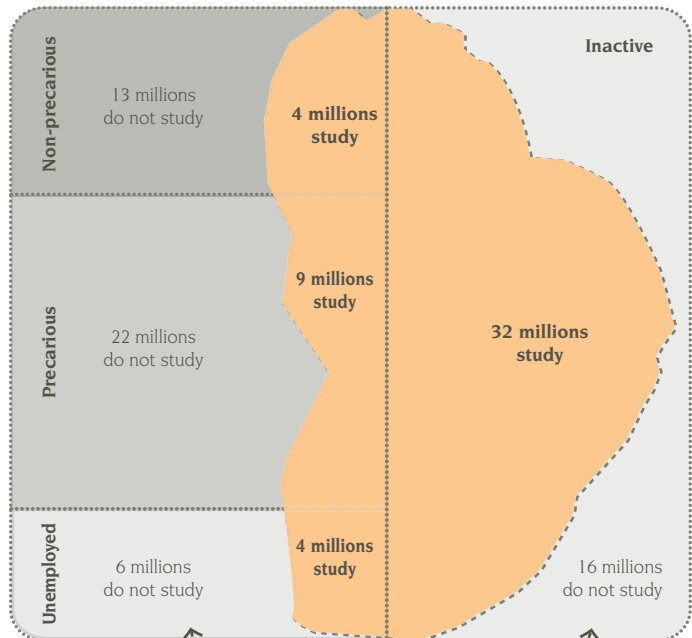 Inactive
Non-precarious
13 millions
do not study
4 millions
study
Precarious
22 millions
do not study
9 millions
study
32 millions
study
Unemployed
6 millions
do not study
4 millions
study
16 millions
do not study